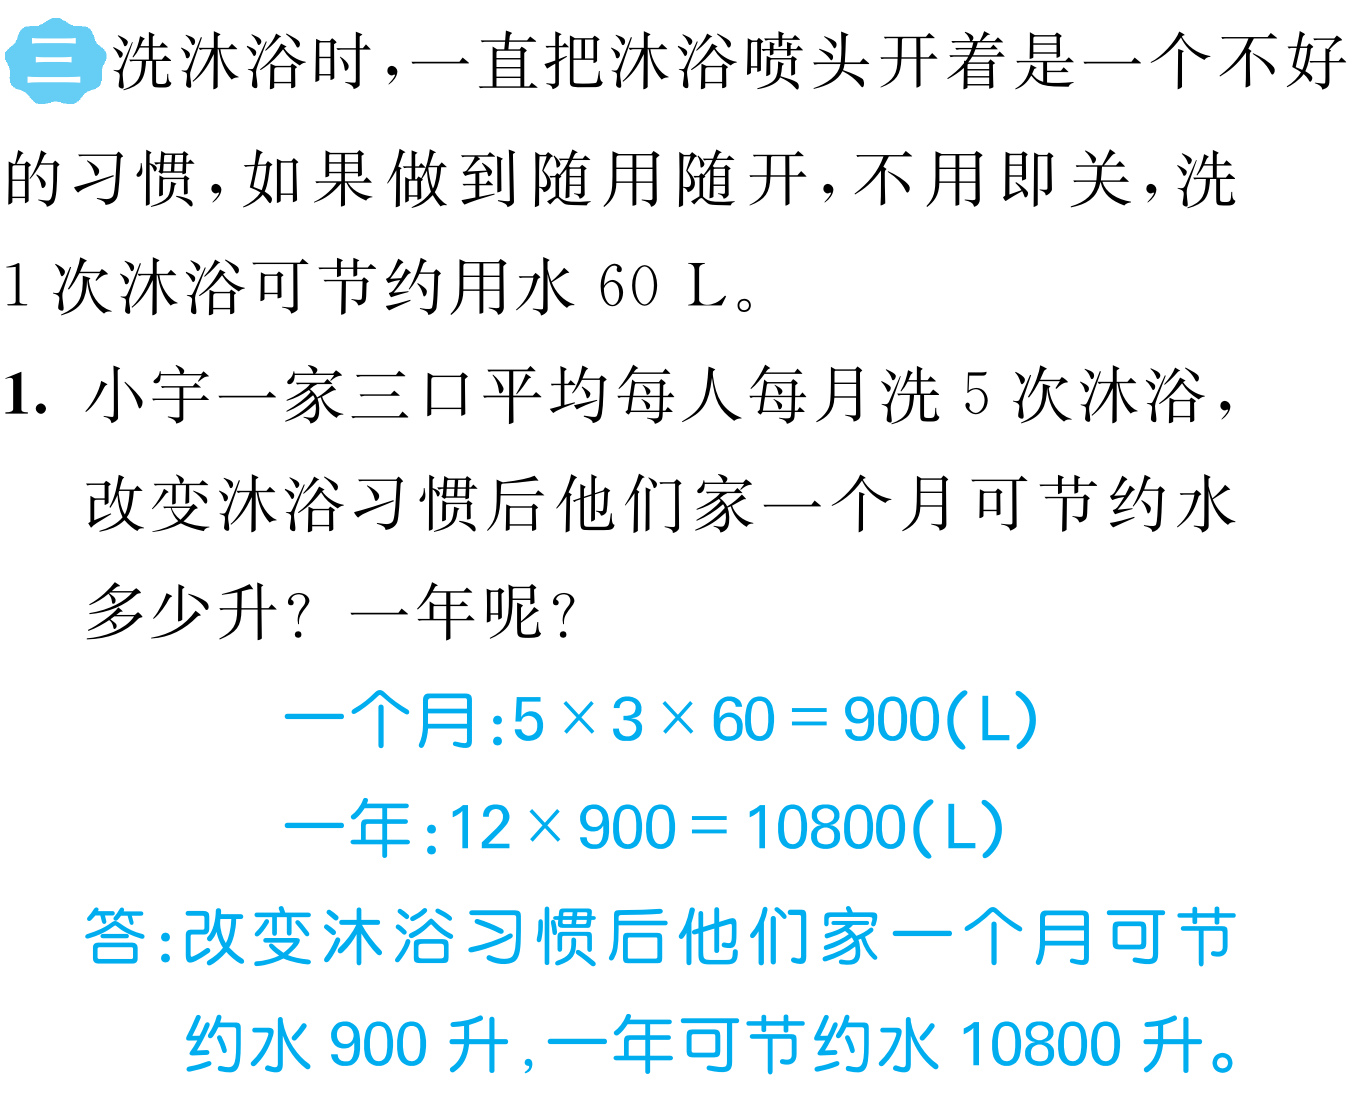 三 洗沐浴时,一直把沐浴喷头开着是一个不好
的习惯,如果做到随用随开,不用即关,洗
1 次沐浴可节约用水 60 L。
1. 小宇一家三口平均每人每月洗 5 次沐浴,
改变沐浴习惯后他们家一个月可节约水
多少升? 一年呢?
一个月:5×3×60=900(L)
一年:12×900=10800(L)
答:改变沐浴习惯后他们家一个月可节
约水 900 升,一年可节约水 10800 升。